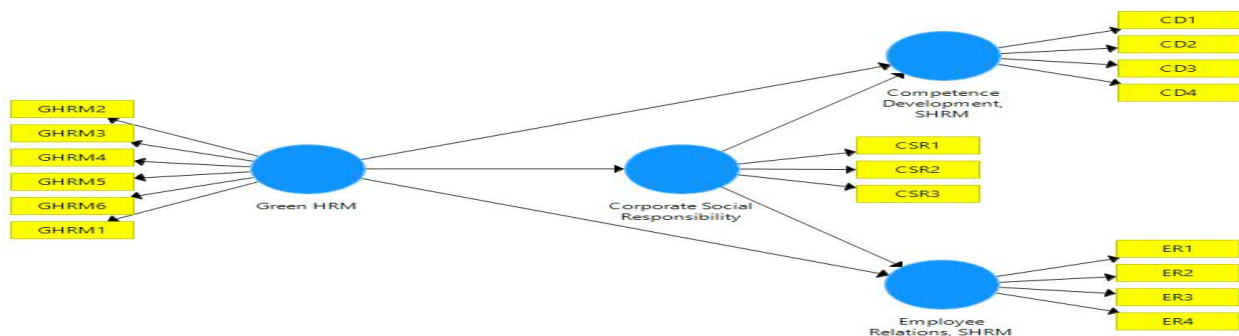 GHRM2
GHRM3
GHRM4
GHRM5
GHRM6
GHRM1
Green HRM
Corporate Social
Responsibility
CSR1
CSR2
CSR3
Competence
Development,
SHRM
CD1
CD2
CD3
CD4
Employee
Relations, SHRM
ER1
ER2
ER3
ER4